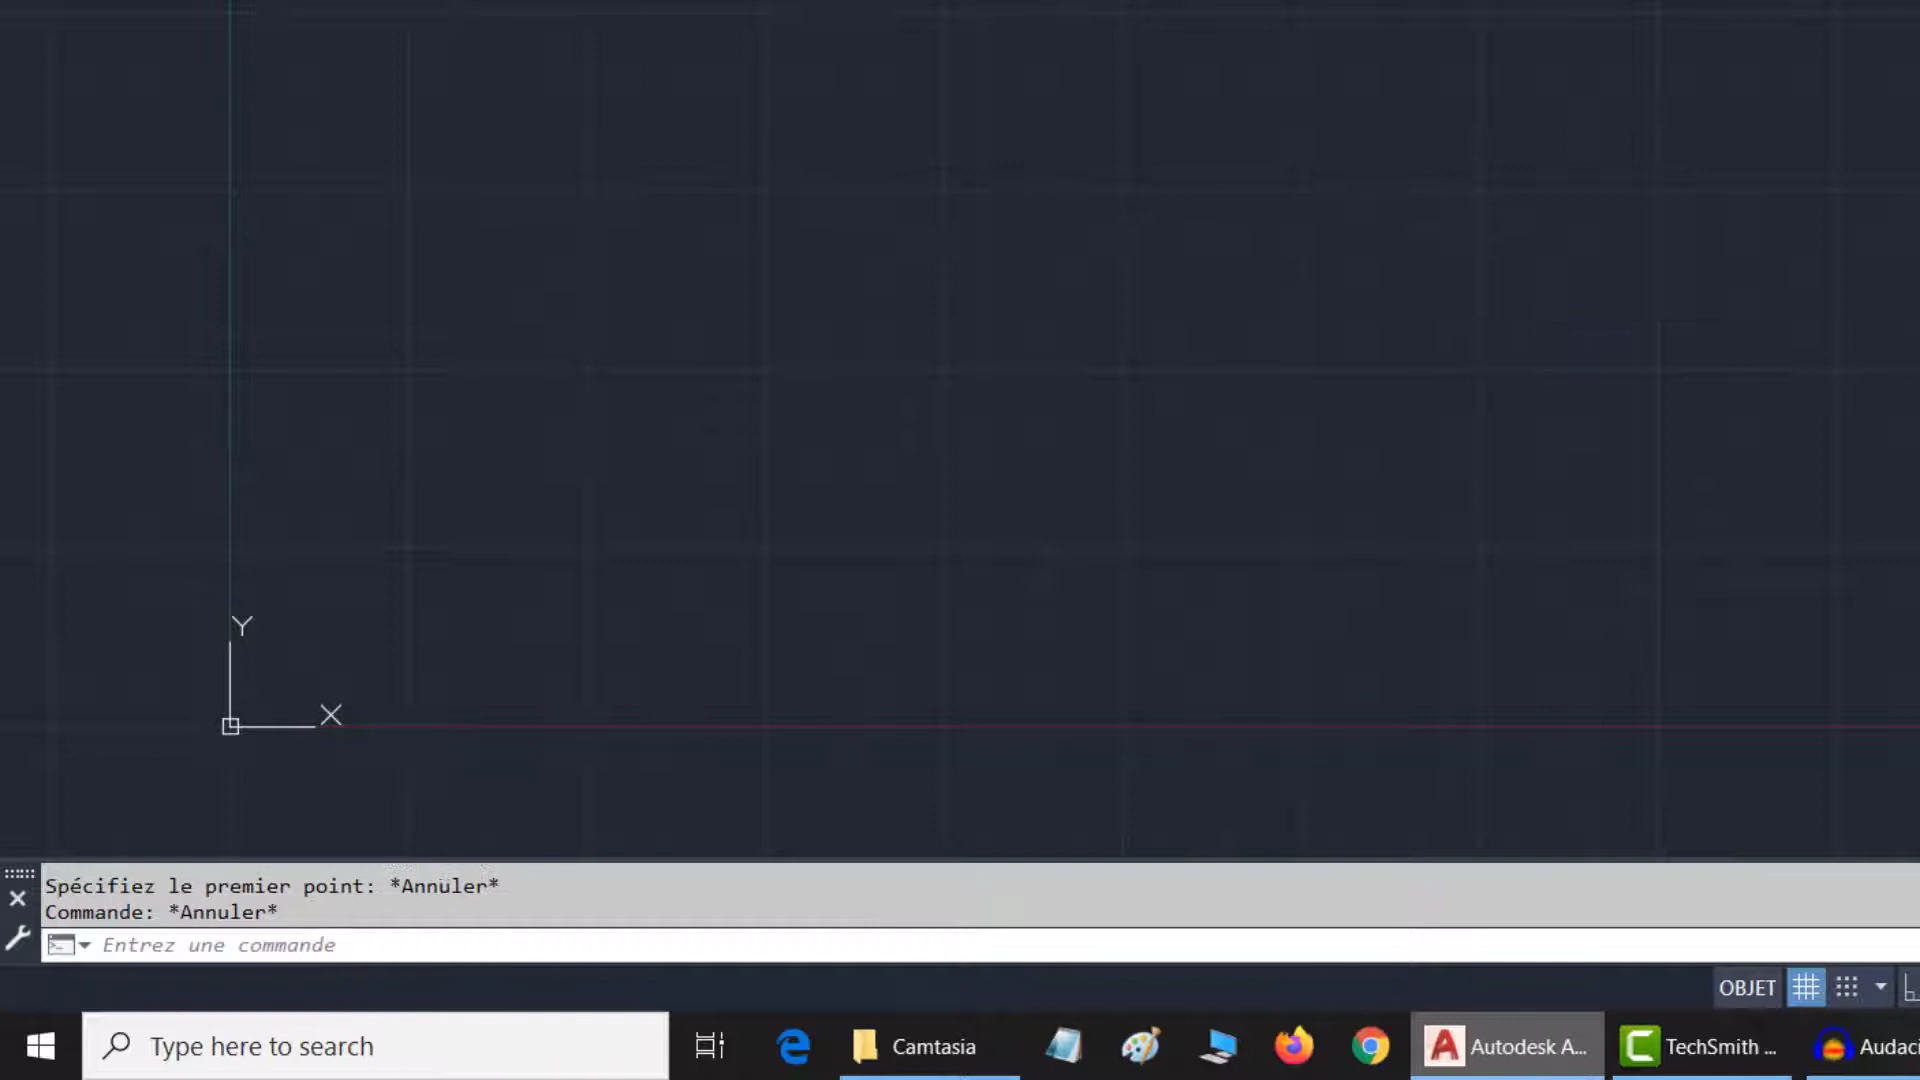 Y
X
Spécifiez le premier point: *Annuler*
Commande: *Annuler*
Entrez une commande
OBJET
Type here to search
Camtasia
Autodesk A...
TechSmith ...
Audaci